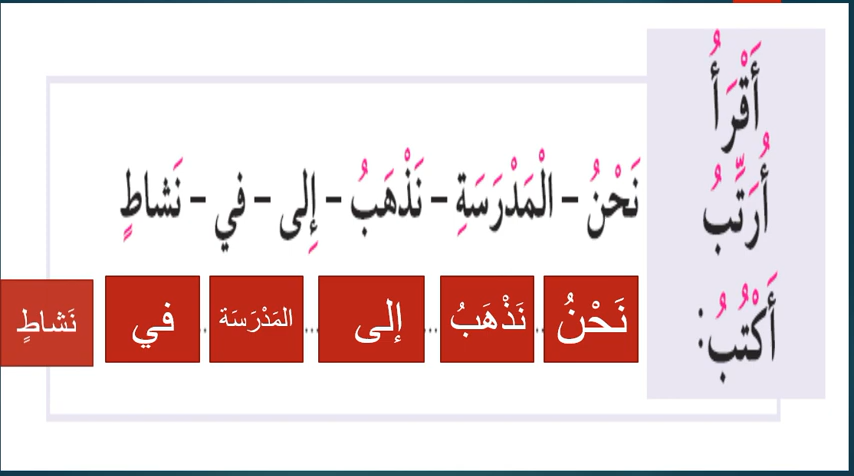 أَقْرَأُ
أُرَتِّبُ
أَكْتُبُ:
نَحْنُ – الْمَدْرَسَةِ – نَذْهَبُ – إِلى – في – نَشاطٍ
نَحْنُ .. نَذْهَبُ ... إلى ... المَدْرَسَة .. في نَشاطٍ